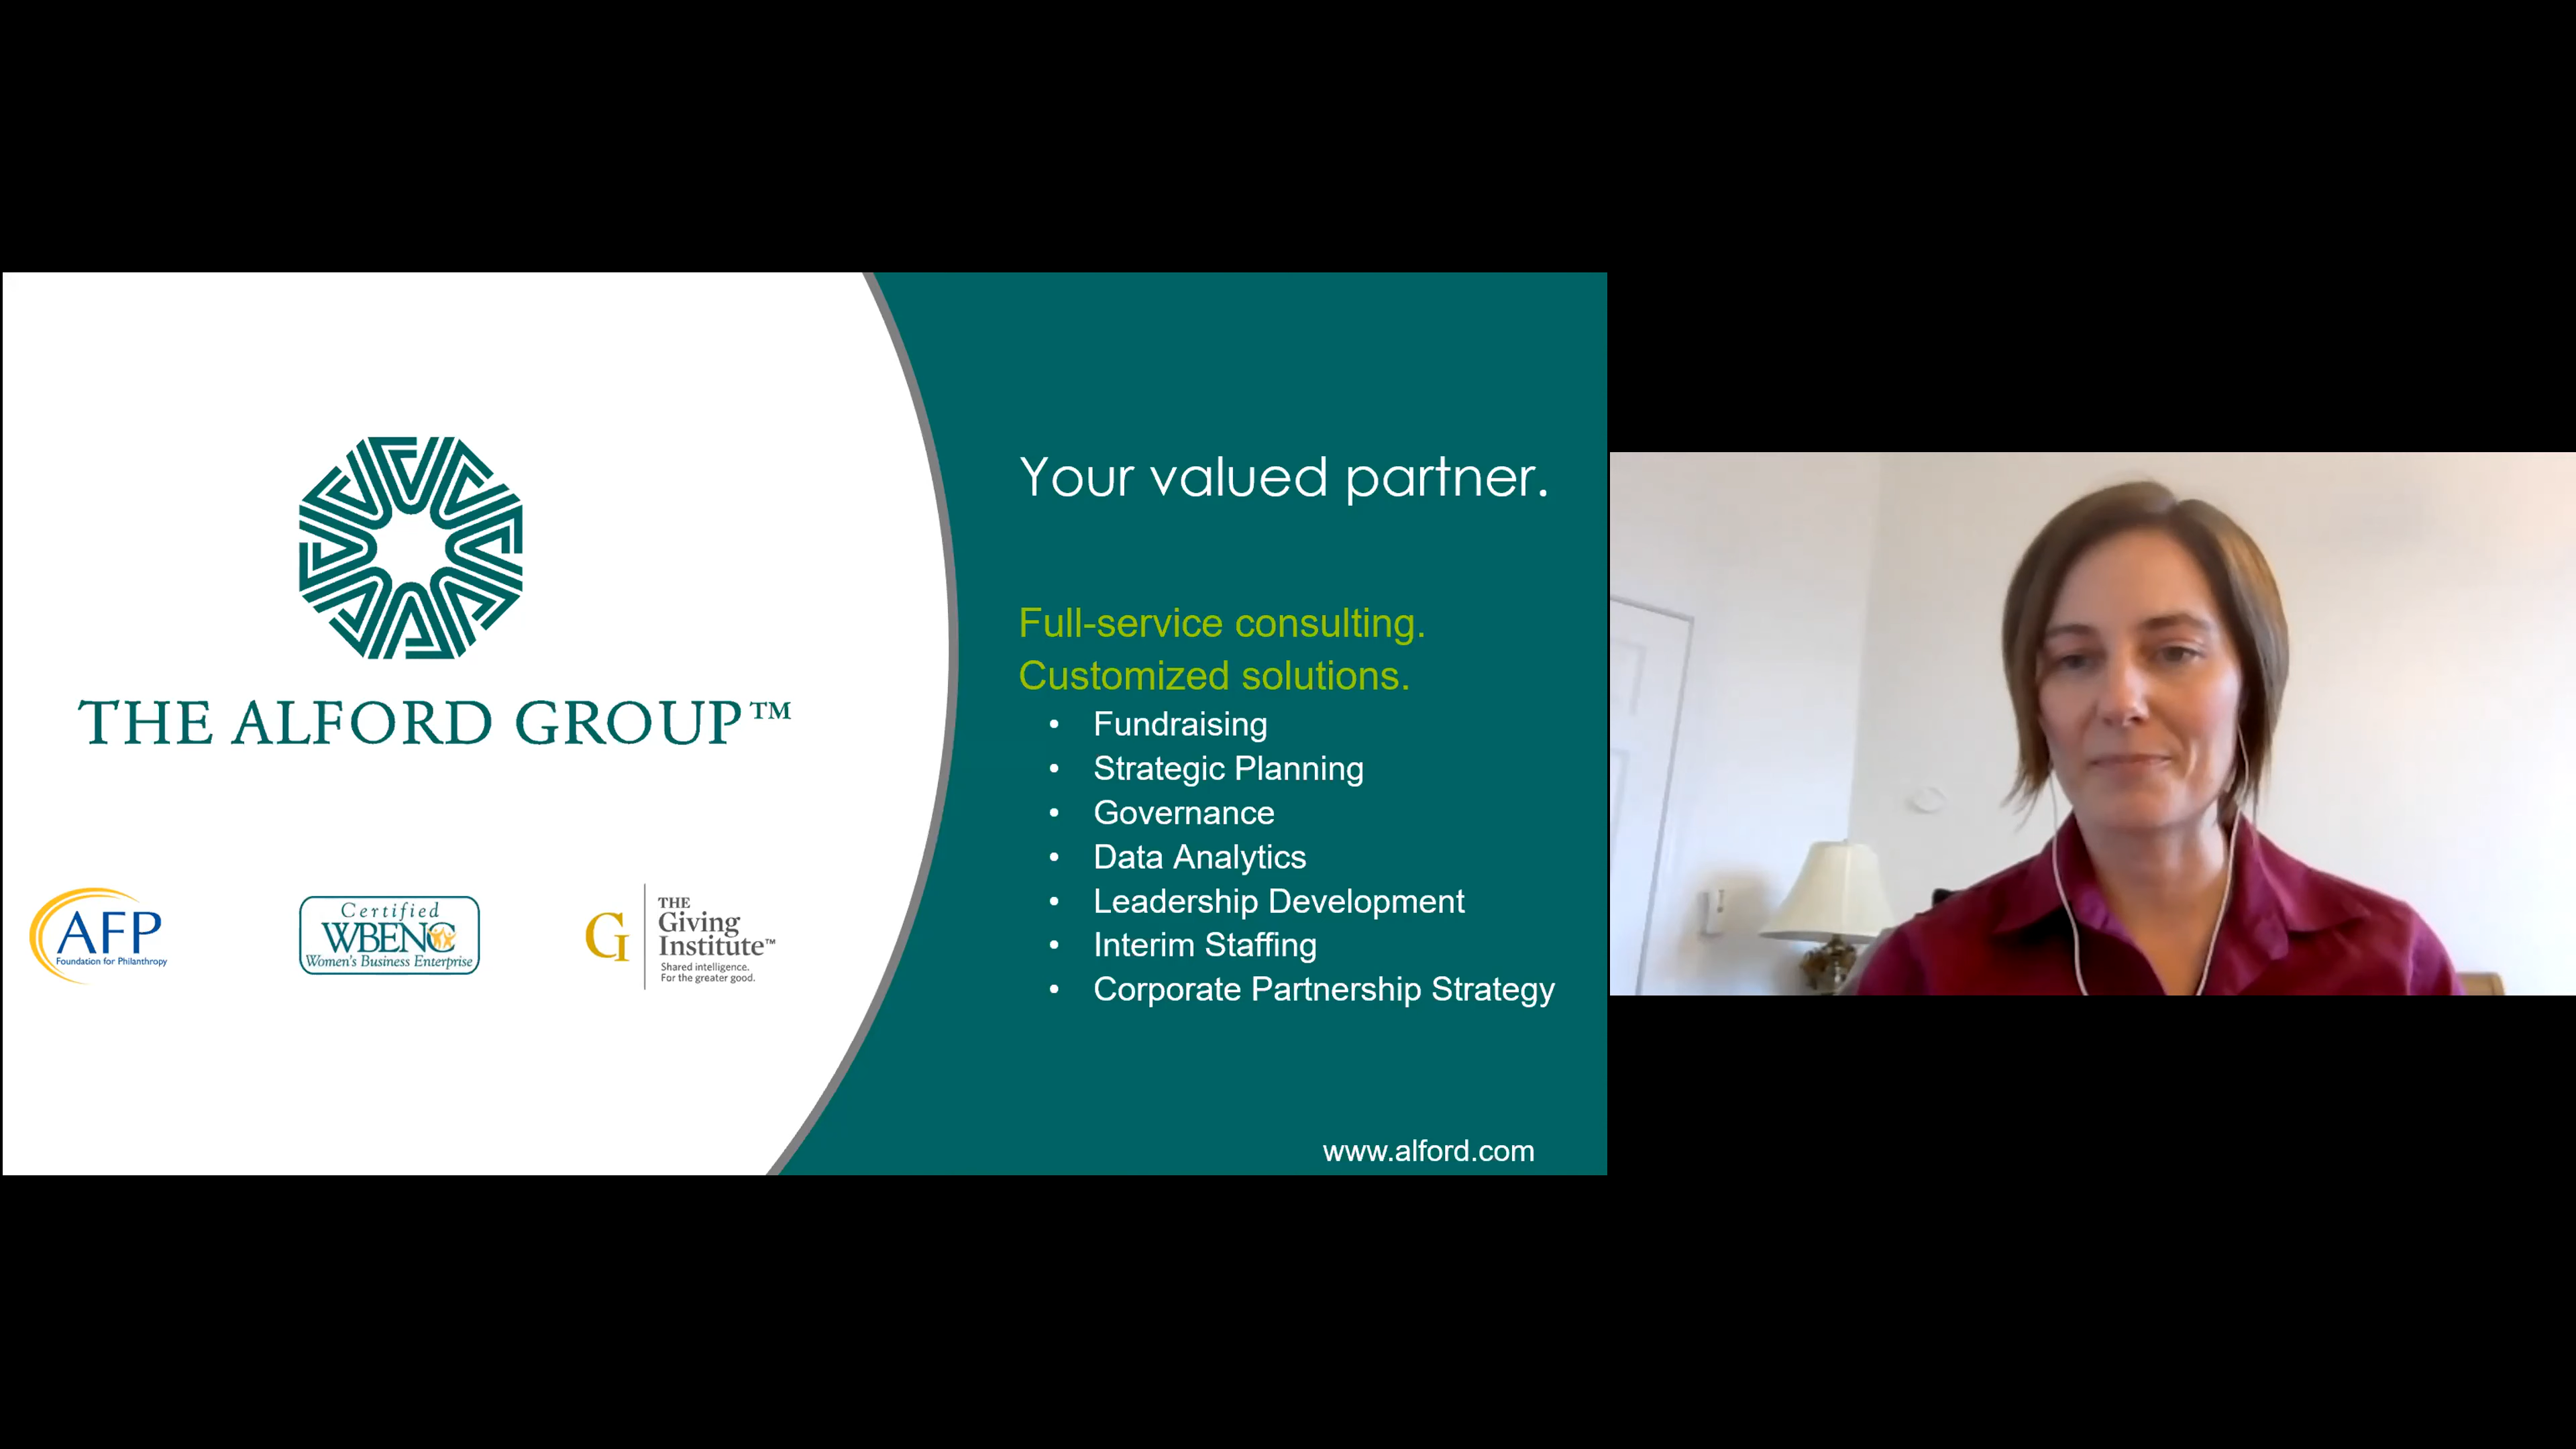 THE ALFORD GROUP™
AFP
Foundation for Philanthropy
Certified
WBENC
Women's Business Enterprise
G
THE
Giving
Institute™
Shared intelligence.
For the greater good.
Your valued partner.
Full-service consulting.
Customized solutions.
• Fundraising
• Strategic Planning
• Governance
• Data Analytics
• Leadership Development
• Interim Staffing
• Corporate Partnership Strategy
www.alford.com